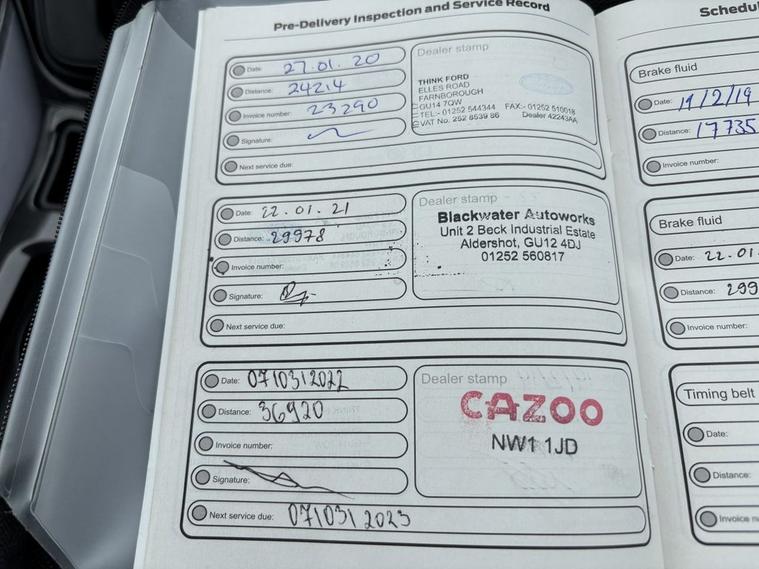 Pre-Delivery Inspection and Service Record
Date: 27.01.20
Distance: 24214
Invoice number: 23290
Signature:
Next service due:
Dealer stamp
THINK FORD
ELLES ROAD
FARNBOROUGH
GU14 7QW
TEL:- 01252 544344 FAX:- 01252 510018
VAT No. 252 8539 86 Dealer 42243AA
Date: 22.01.21
Distance: 29978
Invoice number:
Signature:
Next service due:
Dealer stamp
Blackwater Autoworks
Unit 2 Beck Industrial Estate
Aldershot, GU12 4DJ
01252 560817
Date: 07/03/2022
Distance: 36920
Invoice number:
Signature:
Next service due: 07/03/2023
Dealer stamp
CAZOO
NW1 1JD
Schedu
Brake fluid
Date: 19/2/19
Distance: 17735
Invoice number:
Brake fluid
Date: 22.01.
Distance: 299
Invoice number:
Timing belt
Date:
Distance:
Invoice n